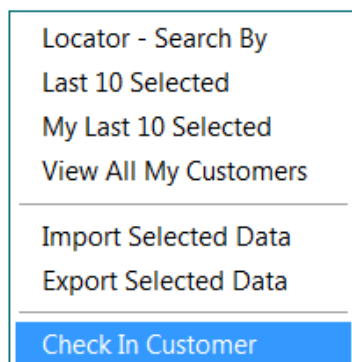 Locator - Search By
Last 10 Selected
My Last 10 Selected
View All My Customers
Import Selected Data
Export Selected Data
Check In Customer